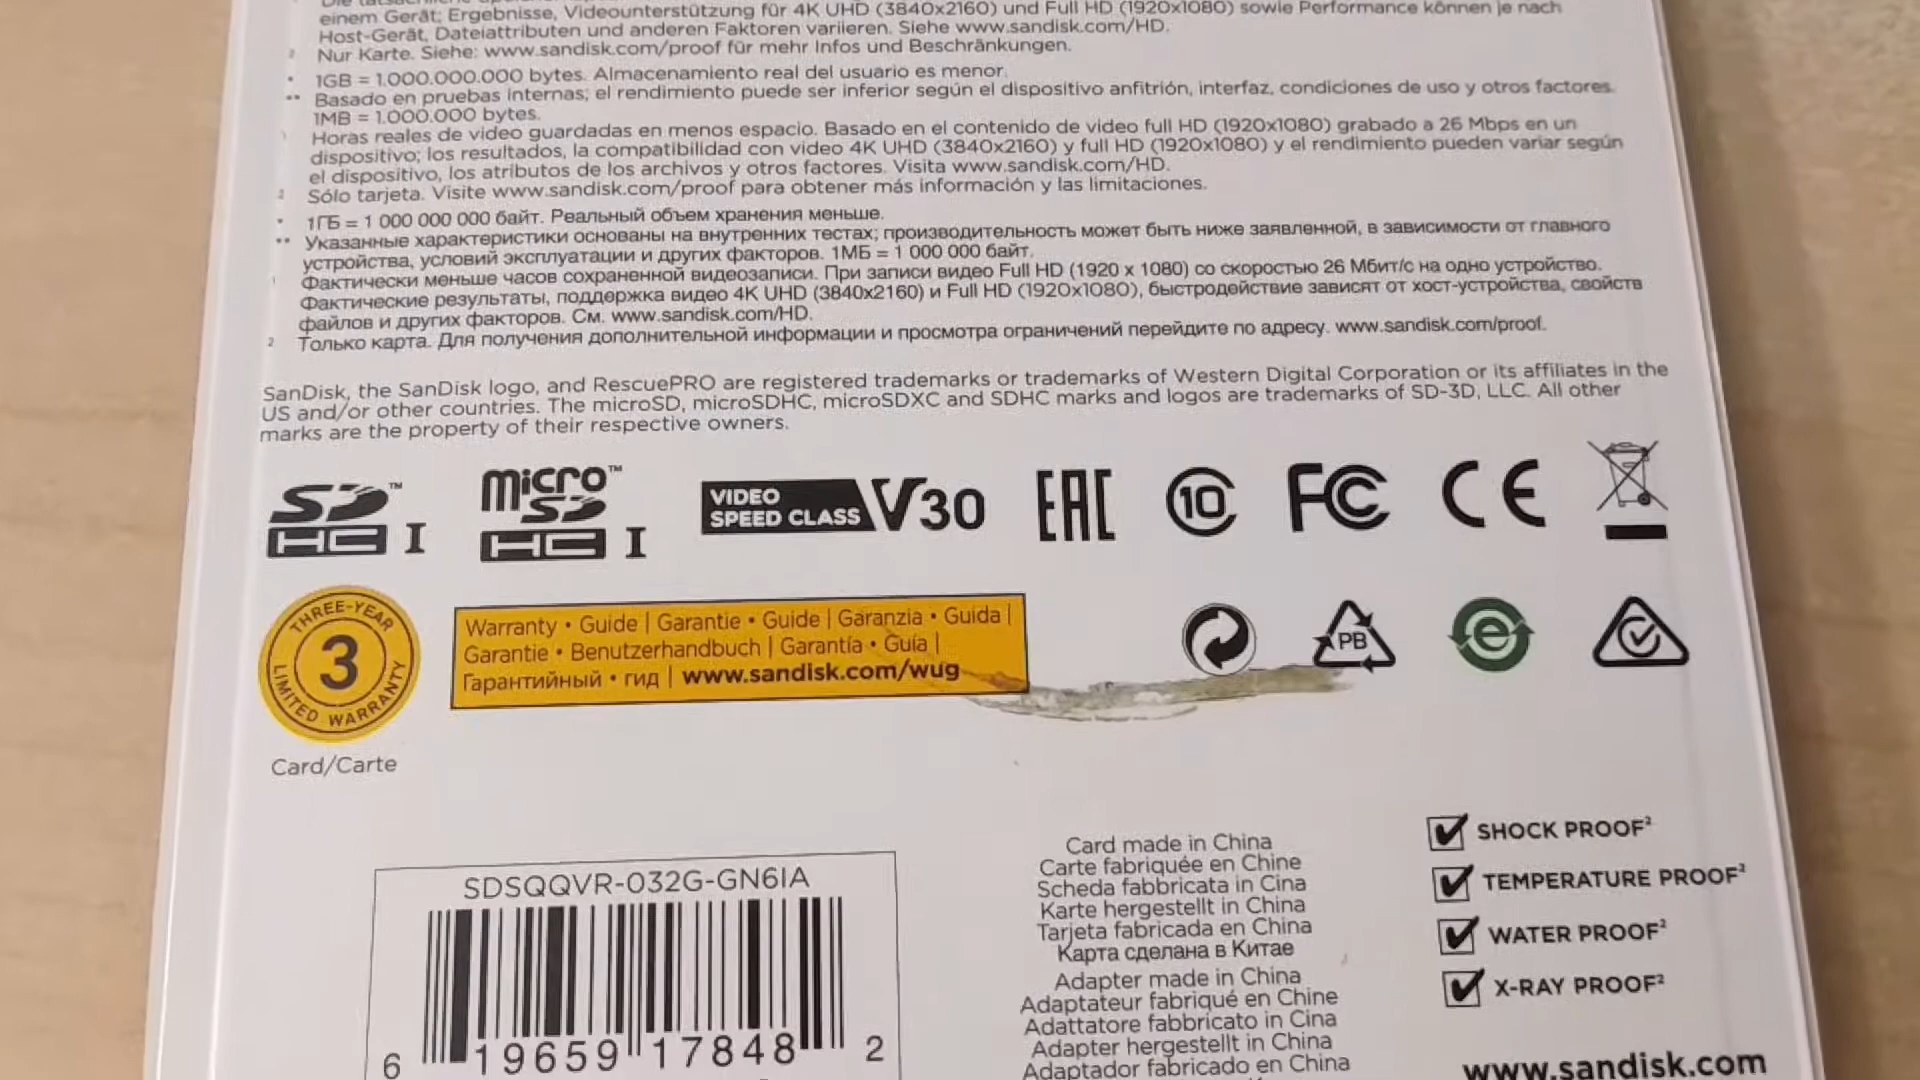 Die tatsächliche
einem Gerät; Ergebnisse, Videounterstützung für 4K UHD (3840x2160) und Full HD (1920x1080) sowie Performance können je nach
Host-Gerät, Dateiattributen und anderen Faktoren variieren. Siehe www.sandisk.com/HD.
² Nur Karte. Siehe: www.sandisk.com/proof für mehr Infos und Beschränkungen.
* 1GB = 1.000.000.000 bytes. Almacenamiento real del usuario es menor.
** Basado en pruebas internas; el rendimiento puede ser inferior según el dispositivo anfitrión, interfaz, condiciones de uso y otros factores.
1MB = 1.000.000 bytes.
¹ Horas reales de video guardadas en menos espacio. Basado en el contenido de video full HD (1920x1080) grabado a 26 Mbps en un
dispositivo; los resultados, la compatibilidad con video 4K UHD (3840x2160) y full HD (1920x1080) y el rendimiento pueden variar según
el dispositivo, los atributos de los archivos y otros factores. Visita www.sandisk.com/HD.
² Sólo tarjeta. Visite www.sandisk.com/proof para obtener más información y las limitaciones.
* 1ГБ = 1 000 000 000 байт. Реальный объем хранения меньше.
** Указанные характеристики основаны на внутренних тестах; производительность может быть ниже заявленной, в зависимости от главного
устройства, условий эксплуатации и других факторов. 1МБ = 1 000 000 байт.
¹ Фактически меньше часов сохраненной видеозаписи. При записи видео Full HD (1920 x 1080) со скоростью 26 Мбит/с на одно устройство.
Фактические результаты, поддержка видео 4K UHD (3840x2160) и Full HD (1920x1080), быстродействие зависят от хост-устройства, свойств
файлов и других факторов. См. www.sandisk.com/HD.
² Только карта. Для получения дополнительной информации и просмотра ограничений перейдите по адресу. www.sandisk.com/proof.
SanDisk, the SanDisk logo, and RescuePRO are registered trademarks or trademarks of Western Digital Corporation or its affiliates in the
US and/or other countries. The microSD, microSDHC, microSDXC and SDHC marks and logos are trademarks of SD-3D, LLC. All other
marks are the property of their respective owners.
SD™ HC I
micro™ SD HC I
VIDEO SPEED CLASS V30
EAC
10
FC
CE
THREE-YEAR
3
LIMITED WARRANTY
Card/Carte
Warranty • Guide | Garantie • Guide | Garanzia • Guida |
Garantie • Benutzerhandbuch | Garantía • Guía |
Гарантийный • гид | www.sandisk.com/wug
PB
e
SDSQQVR-032G-GN6IA
6 19659 17848 2
Card made in China
Carte fabriquée en Chine
Scheda fabbricata in Cina
Karte hergestellt in China
Tarjeta fabricada en China
Карта сделана в Китае
Adapter made in China
Adaptateur fabriqué en Chine
Adattatore fabbricato in Cina
Adapter hergestellt in China
Adaptador fabricado en China
SHOCK PROOF²
TEMPERATURE PROOF²
WATER PROOF²
X-RAY PROOF²
www.sandisk.com